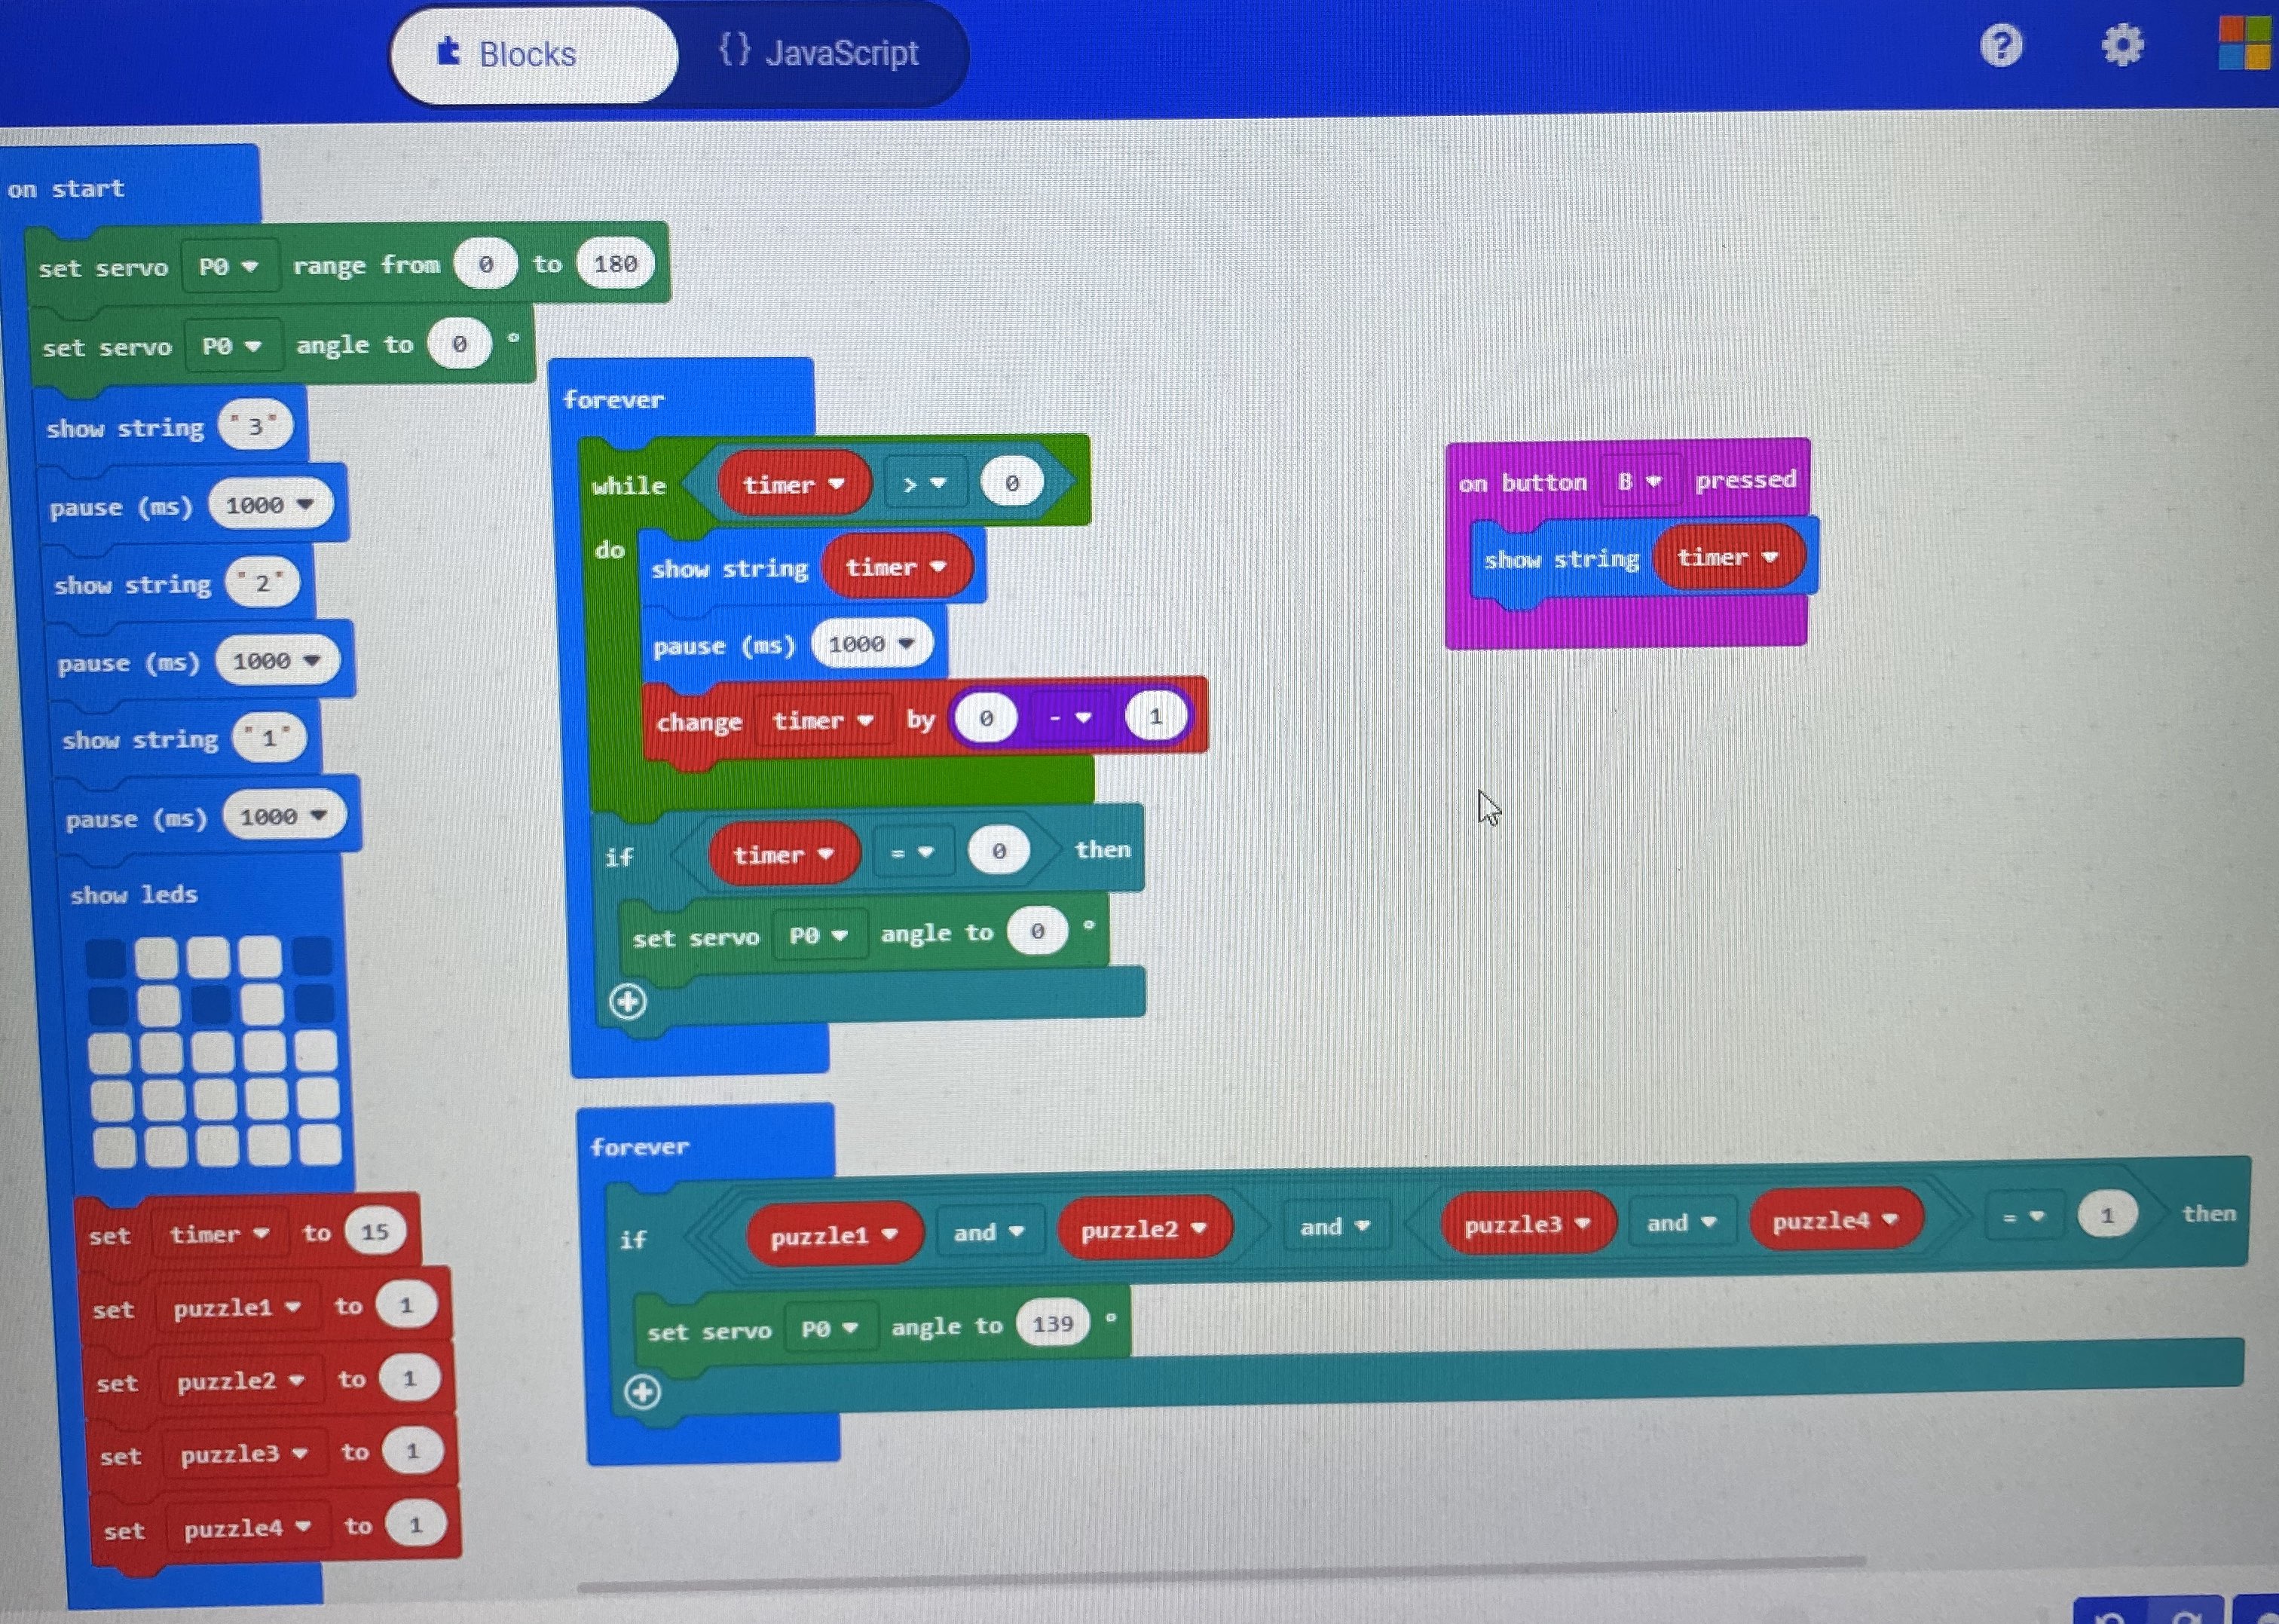 Blocks
{} JavaScript
?
on start
set servo P0 range from 0 to 180
set servo P0 angle to 0 °
show string "3"
pause (ms) 1000
show string "2"
pause (ms) 1000
show string "1"
pause (ms) 1000
show leds
set timer to 15
set puzzle1 to 1
set puzzle2 to 1
set puzzle3 to 1
set puzzle4 to 1
forever
while timer > 0
do
show string timer
pause (ms) 1000
change timer by 0 - 1
if timer = 0 then
set servo P0 angle to 0 °
forever
if puzzle1 and puzzle2 and puzzle3 and puzzle4 = 1 then
set servo P0 angle to 139 °
on button B pressed
show string timer